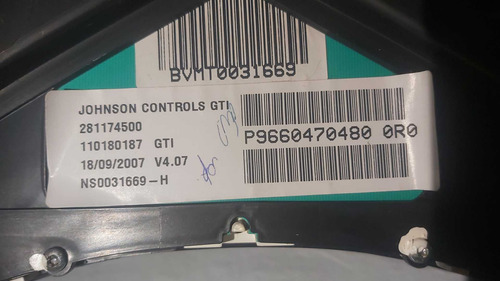 BVMT0031669
JOHNSON CONTROLS GTI
281174500
110180187 GTI
18/09/2007 V4.07
NS0031669-H
P9660470480 0R0